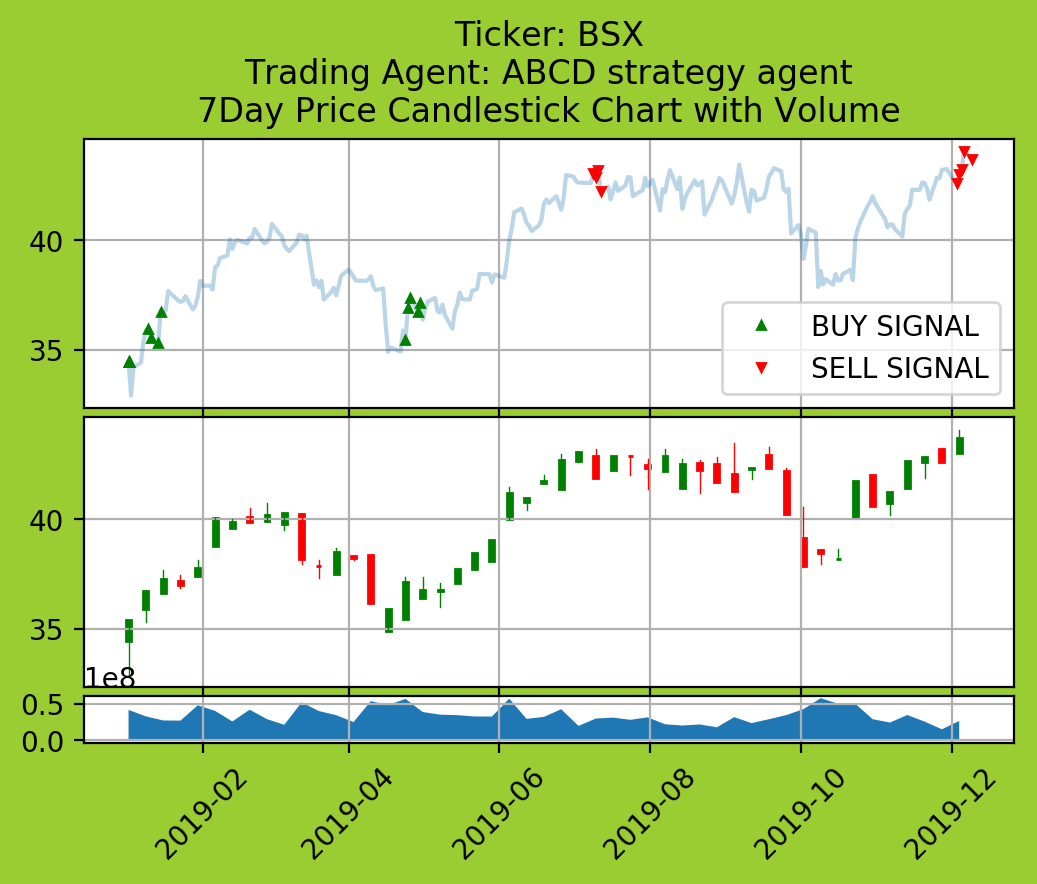 Ticker: BSX
Trading Agent: ABCD strategy agent
7Day Price Candlestick Chart with Volume
40
35
BUY SIGNAL
SELL SIGNAL
40
35
1e8
0.5
0.0
2019-02
2019-04
2019-06
2019-08
2019-10
2019-12